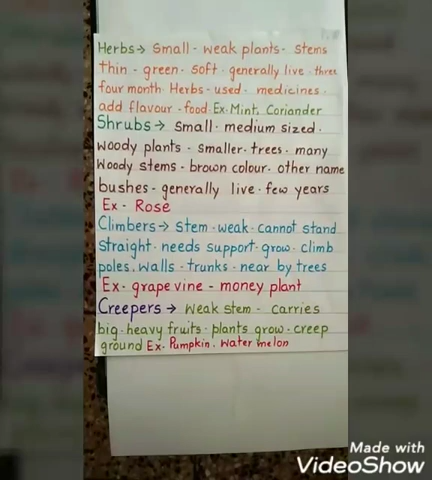 Herbs → Small - weak plants - stems
thin - green - soft - generally live - three
four month. Herbs - used - medicines -
add flavour - food Ex. Mint, Coriander
Shrubs → small - medium sized -
woody plants - smaller - trees - many
woody stems - brown colour - other name
bushes - generally live - few years
Ex - Rose
Climbers → stem - weak - cannot stand
straight - needs support - grow - climb
poles, walls - trunks - near by trees
Ex - grape vine - money plant
Creepers → weak stem - carries
big - heavy fruits - plants grow - creep
ground Ex. Pumpkin. water melon
Made with
VideoShow